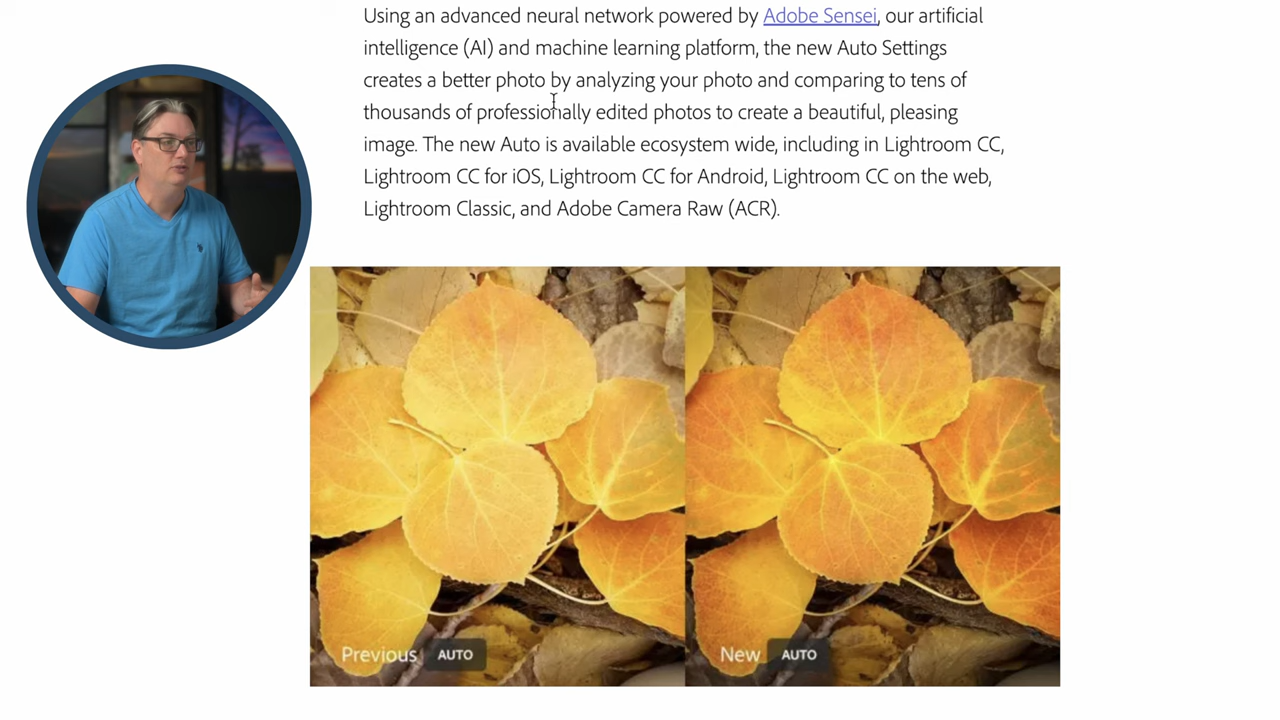 Using an advanced neural network powered by Adobe Sensei, our artificial
intelligence (AI) and machine learning platform, the new Auto Settings
creates a better photo by analyzing your photo and comparing to tens of
thousands of professionally edited photos to create a beautiful, pleasing
image. The new Auto is available ecosystem wide, including in Lightroom CC,
Lightroom CC for iOS, Lightroom CC for Android, Lightroom CC on the web,
Lightroom Classic, and Adobe Camera Raw (ACR).
Previous AUTO
New AUTO